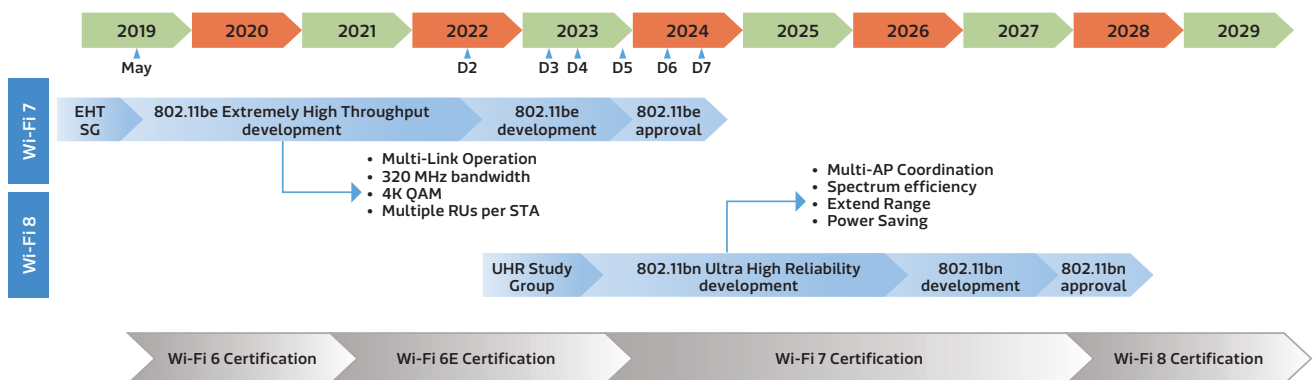 2019 2020 2021 2022 2023 2024 2025 2026 2027 2028 2029
May D2 D3 D4 D5 D6 D7
Wi-Fi 7
EHT
SG
802.11be Extremely High Throughput
development
802.11be
development
802.11be
approval
• Multi-Link Operation
• 320 MHz bandwidth
• 4K QAM
• Multiple RUs per STA
Wi-Fi 8
• Multi-AP Coordination
• Spectrum efficiency
• Extend Range
• Power Saving
UHR Study
Group
802.11bn Ultra High Reliability
development
802.11bn
development
802.11bn
approval
Wi-Fi 6 Certification Wi-Fi 6E Certification Wi-Fi 7 Certification Wi-Fi 8 Certification